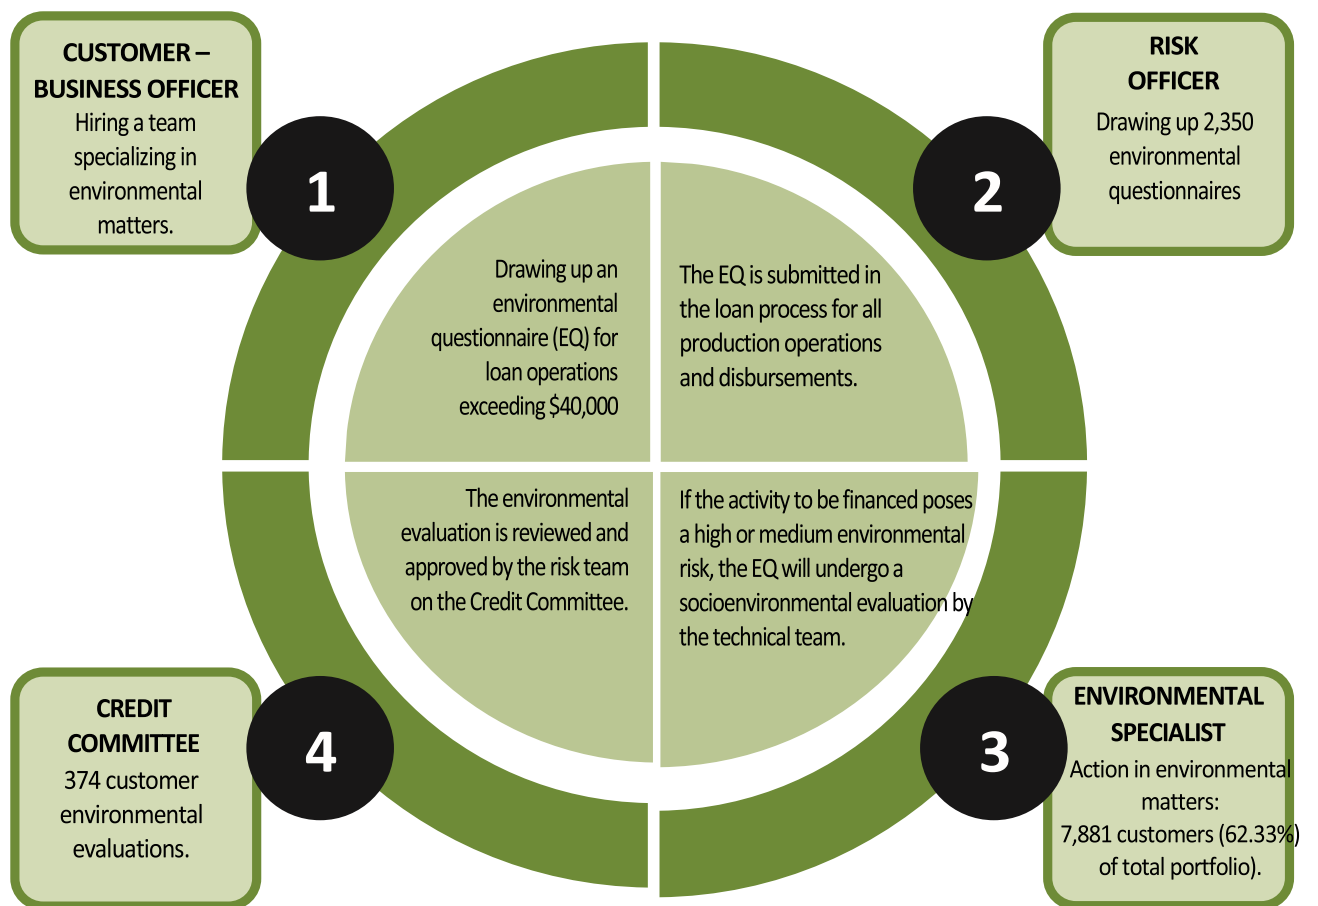 CUSTOMER –
BUSINESS OFFICER
Hiring a team
specializing in
environmental
matters.
1
Drawing up an
environmental
questionnaire (EQ) for
loan operations
exceeding $40,000
RISK
OFFICER
Drawing up 2,350
environmental
questionnaires
2
The EQ is submitted in
the loan process for all
production operations
and disbursements.
ENVIRONMENTAL
SPECIALIST
Action in environmental
matters:
7,881 customers (62.33%)
of total portfolio).
3
If the activity to be financed poses
a high or medium environmental
risk, the EQ will undergo a
socioenvironmental evaluation by
the technical team.
CREDIT
COMMITTEE
374 customer
environmental
evaluations.
4
The environmental
evaluation is reviewed and
approved by the risk team
on the Credit Committee.